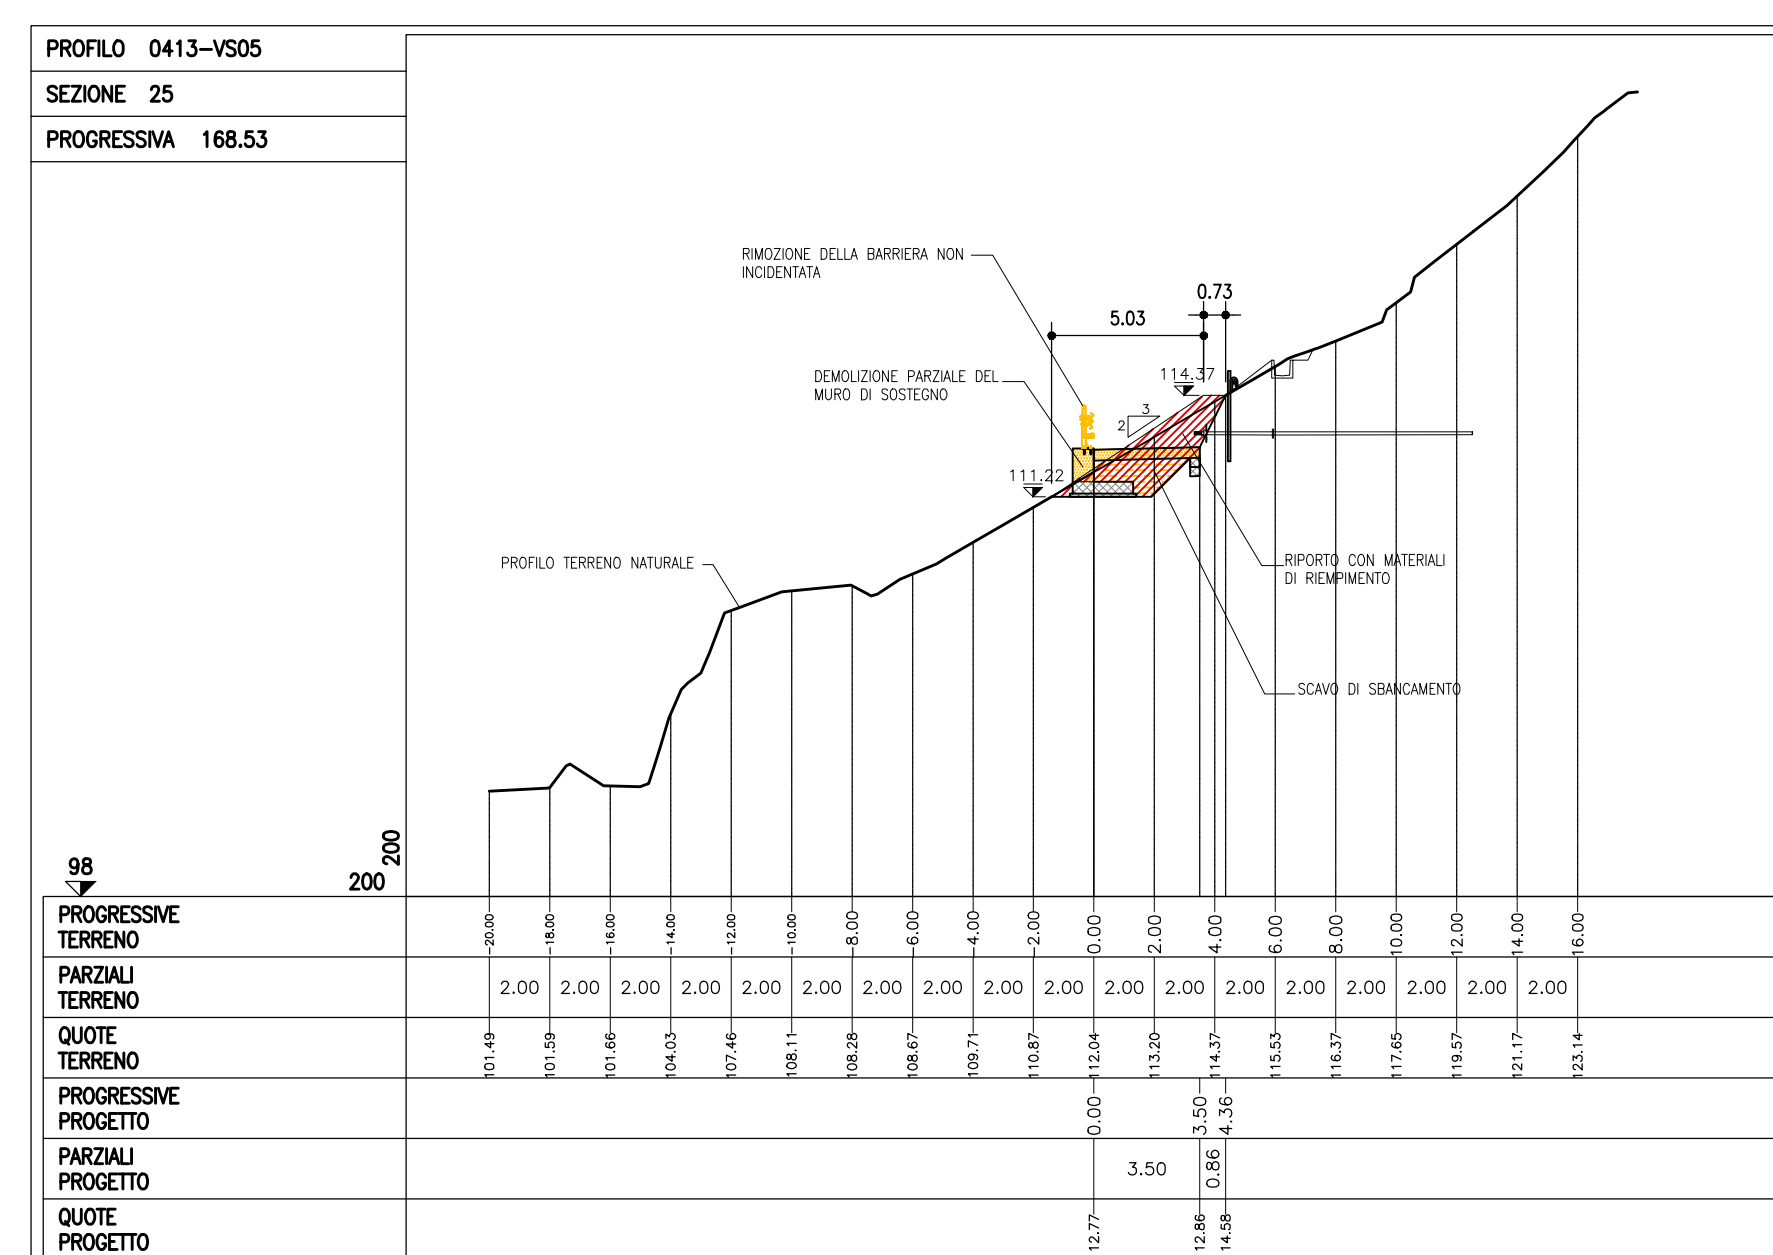 PROFILO 0413-VS05
SEZIONE 25
PROGRESSIVA 168.53
RIMOZIONE DELLA BARRIERA NON
INCIDENTATA
0.73
5.03
DEMOLIZIONE PARZIALE DEL
MURO DI SOSTEGNO
114.37
3
2
111.22
PROFILO TERRENO NATURALE
RIPORTO CON MATERIALI
DI RIEMPIMENTO
SCAVO DI SBANCAMENTO
98
200
200
PROGRESSIVE
TERRENO
-20.00 -18.00 -16.00 -14.00 -12.00 -10.00 -8.00 -6.00 -4.00 -2.00 0.00 2.00 4.00 6.00 8.00 10.00 12.00 14.00 16.00
PARZIALI
TERRENO
2.00 2.00 2.00 2.00 2.00 2.00 2.00 2.00 2.00 2.00 2.00 2.00 2.00 2.00 2.00 2.00 2.00 2.00
QUOTE
TERRENO
101.49 101.59 101.66 104.03 107.46 108.11 108.28 108.67 109.71 110.87 112.04 113.20 114.37 115.53 116.37 117.65 119.57 121.17 123.14
PROGRESSIVE
PROGETTO
0.00 3.50 4.36
PARZIALI
PROGETTO
3.50 0.86
QUOTE
PROGETTO
12.77 12.86 14.58